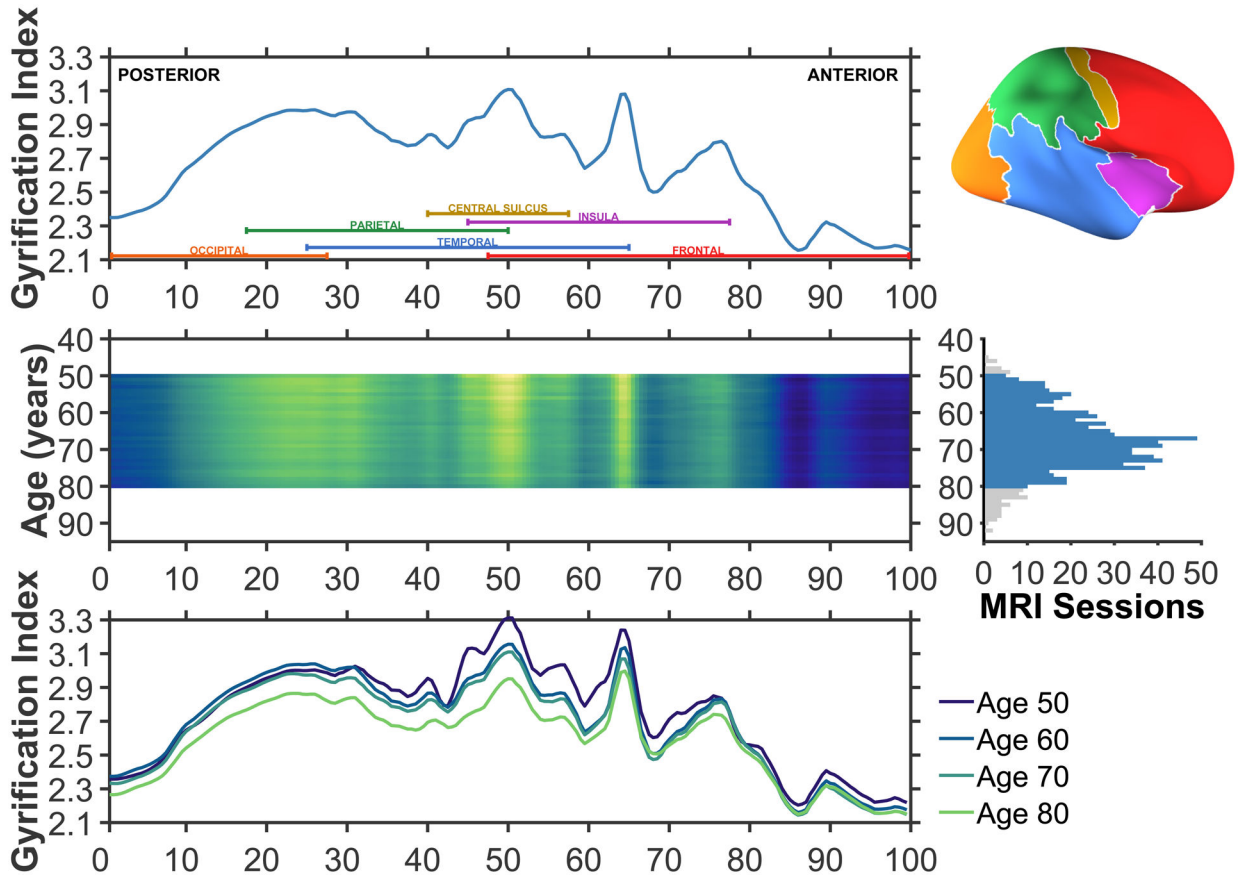 Gyrification Index
3.3
3.1
2.9
2.7
2.5
2.3
2.1
POSTERIOR
ANTERIOR
CENTRAL SULCUS
INSULA
PARIETAL
TEMPORAL
OCCIPITAL
FRONTAL
0 10 20 30 40 50 60 70 80 90 100
Age (years)
40
50
60
70
80
90
0 10 20 30 40 50 60 70 80 90 100
40
50
60
70
80
90
0 10 20 30 40 50
MRI Sessions
Gyrification Index
3.3
3.1
2.9
2.7
2.5
2.3
2.1
0 10 20 30 40 50 60 70 80 90 100
Age 50
Age 60
Age 70
Age 80